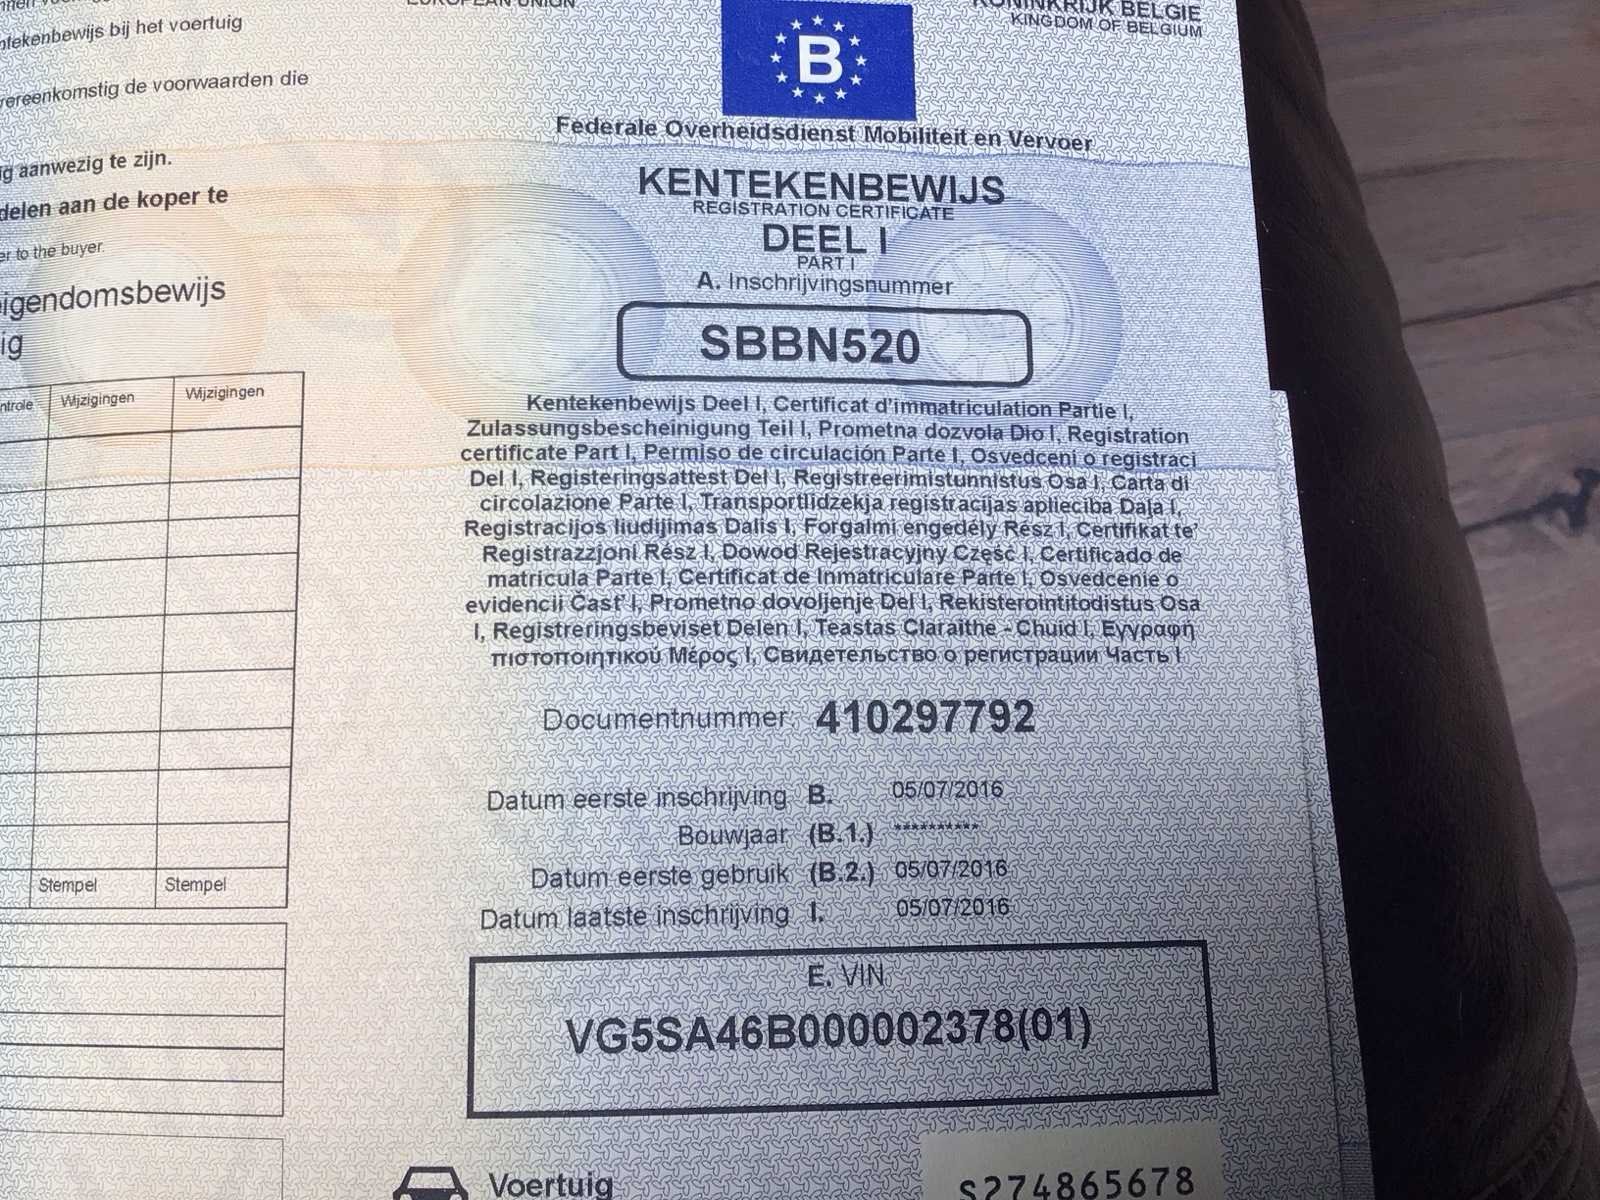 ntekenbewijs bij het voertuig
vereenkomstig de voorwaarden die
ig aanwezig te zijn.
delen aan de koper te
er to the buyer.
eigendomsbewijs
ig
ntrole Wijzigingen Wijzigingen
Stempel Stempel
EUROPEAN UNION
KONINKRIJK BELGIE
KINGDOM OF BELGIUM
B
Federale Overheidsdienst Mobiliteit en Vervoer
KENTEKENBEWIJS
REGISTRATION CERTIFICATE
DEEL I
PART I
A. Inschrijvingsnummer
SBBN520
Kentekenbewijs Deel I, Certificat d'immatriculation Partie I,
Zulassungsbescheinigung Teil I, Prometna dozvola Dio I, Registration
certificate Part I, Permiso de circulación Parte I, Osvedceni o registraci
Del I, Registeringsattest Del I, Registreerimistunnistus Osa I, Carta di
circolazione Parte I, Transportlidzekja registracijas aplieciba Daļa I,
Registracijos liudijimas Dalis I, Forgalmi engedély Rész I, Certifikat te'
Registrazzjoni Rész I, Dowod Rejestracyjny Część I, Certificado de
matricula Parte I, Certificat de Inmatriculare Parte I, Osvedcenie o
evidencii Časť I, Prometno dovoljenje Del I, Rekisterointitodistus Osa
I, Registreringsbeviset Delen I, Teastas Claraithe - Chuid I, Εγγραφή
πιστοποιητικού Μέρος I, Свидетельство о регистрации Часть I
Documentnummer 410297792
Datum eerste inschrijving B. 05/07/2016
Bouwjaar (B.1.) **********
Datum eerste gebruik (B.2.) 05/07/2016
Datum laatste inschrijving I. 05/07/2016
E. VIN
VG5SA46B000002378(01)
Voertuig
S274865678